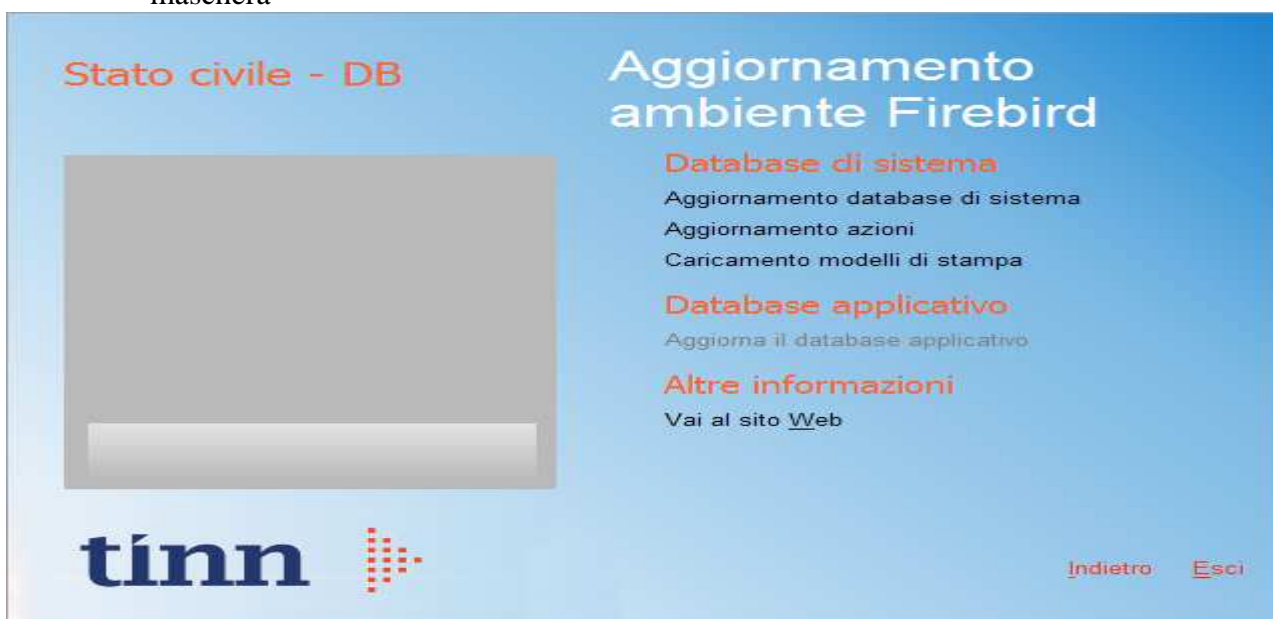 maschera
Stato civile - DB
Aggiornamento
ambiente Firebird
Database di sistema
Aggiornamento database di sistema
Aggiornamento azioni
Caricamento modelli di stampa
Database applicativo
Aggiorna il database applicativo
Altre informazioni
Vai al sito Web
tinn
Indietro Esci